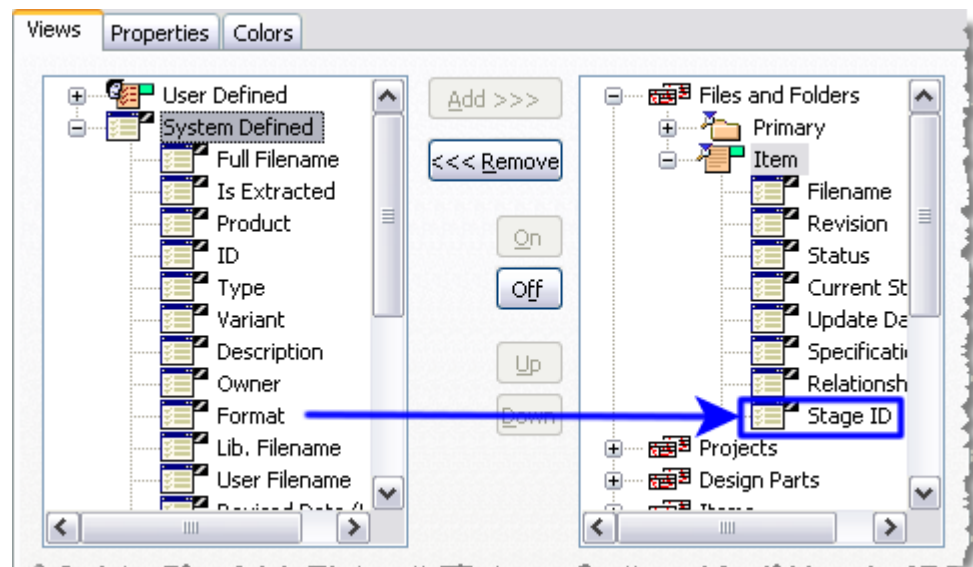 Views Properties Colors
User Defined
System Defined
Full Filename
Is Extracted
Product
ID
Type
Variant
Description
Owner
Format
Lib. Filename
User Filename
Add >>>
<<< Remove
On
Off
Up
Down
Files and Folders
Primary
Item
Filename
Revision
Status
Current St
Update Da
Specificati
Relationsh
Stage ID
Projects
Design Parts